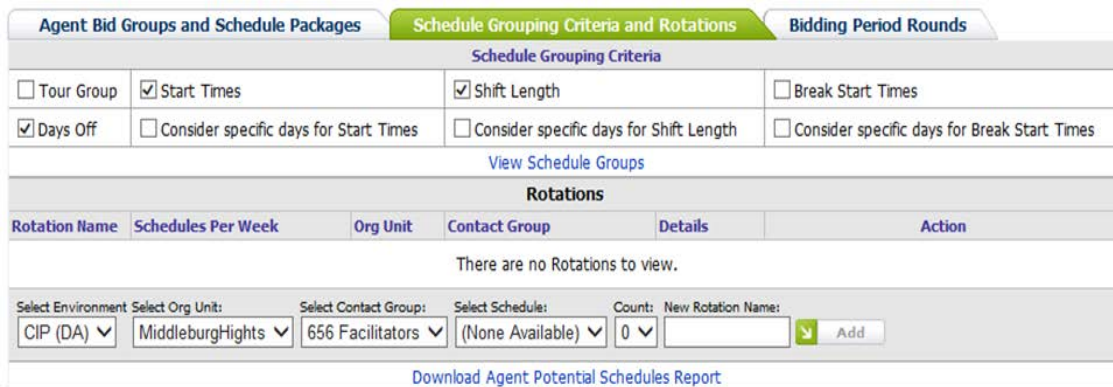 Agent Bid Groups and Schedule Packages Schedule Grouping Criteria and Rotations Bidding Period Rounds
Schedule Grouping Criteria
Tour Group Start Times Shift Length Break Start Times
Days Off Consider specific days for Start Times Consider specific days for Shift Length Consider specific days for Break Start Times
View Schedule Groups
Rotations
Rotation Name Schedules Per Week Org Unit Contact Group Details Action
There are no Rotations to view.
Select Environment Select Org Unit: Select Contact Group: Select Schedule: Count: New Rotation Name:
CIP (DA) MiddleburgHights 656 Facilitators (None Available) 0 Add
Download Agent Potential Schedules Report